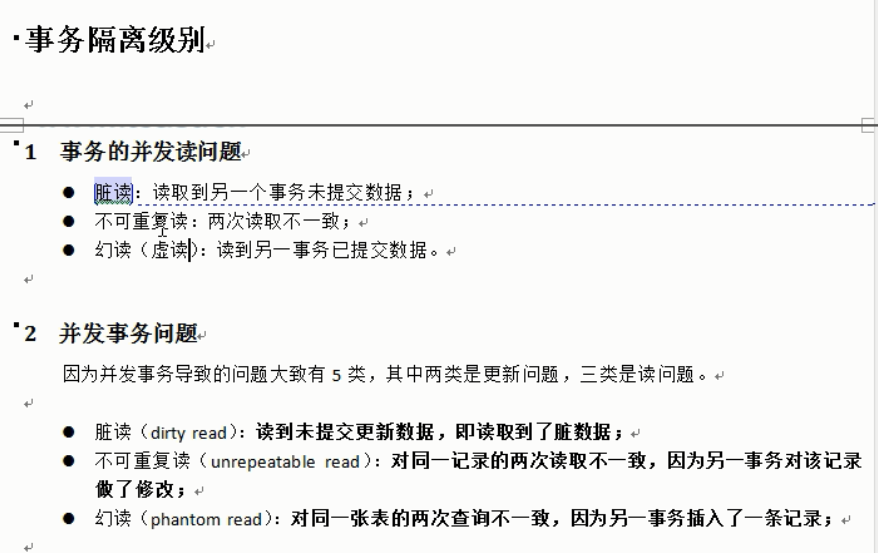 事务隔离级别
1 事务的并发读问题
脏读：读取到另一个事务未提交数据；
不可重复读：两次读取不一致；
幻读（虚读）：读到另一事务已提交数据。
2 并发事务问题
因为并发事务导致的问题大致有 5 类，其中两类是更新问题，三类是读问题。
脏读（dirty read）：读到未提交更新数据，即读取到了脏数据；
不可重复读（unrepeatable read）：对同一记录的两次读取不一致，因为另一事务对该记录
做了修改；
幻读（phantom read）：对同一张表的两次查询不一致，因为另一事务插入了一条记录；